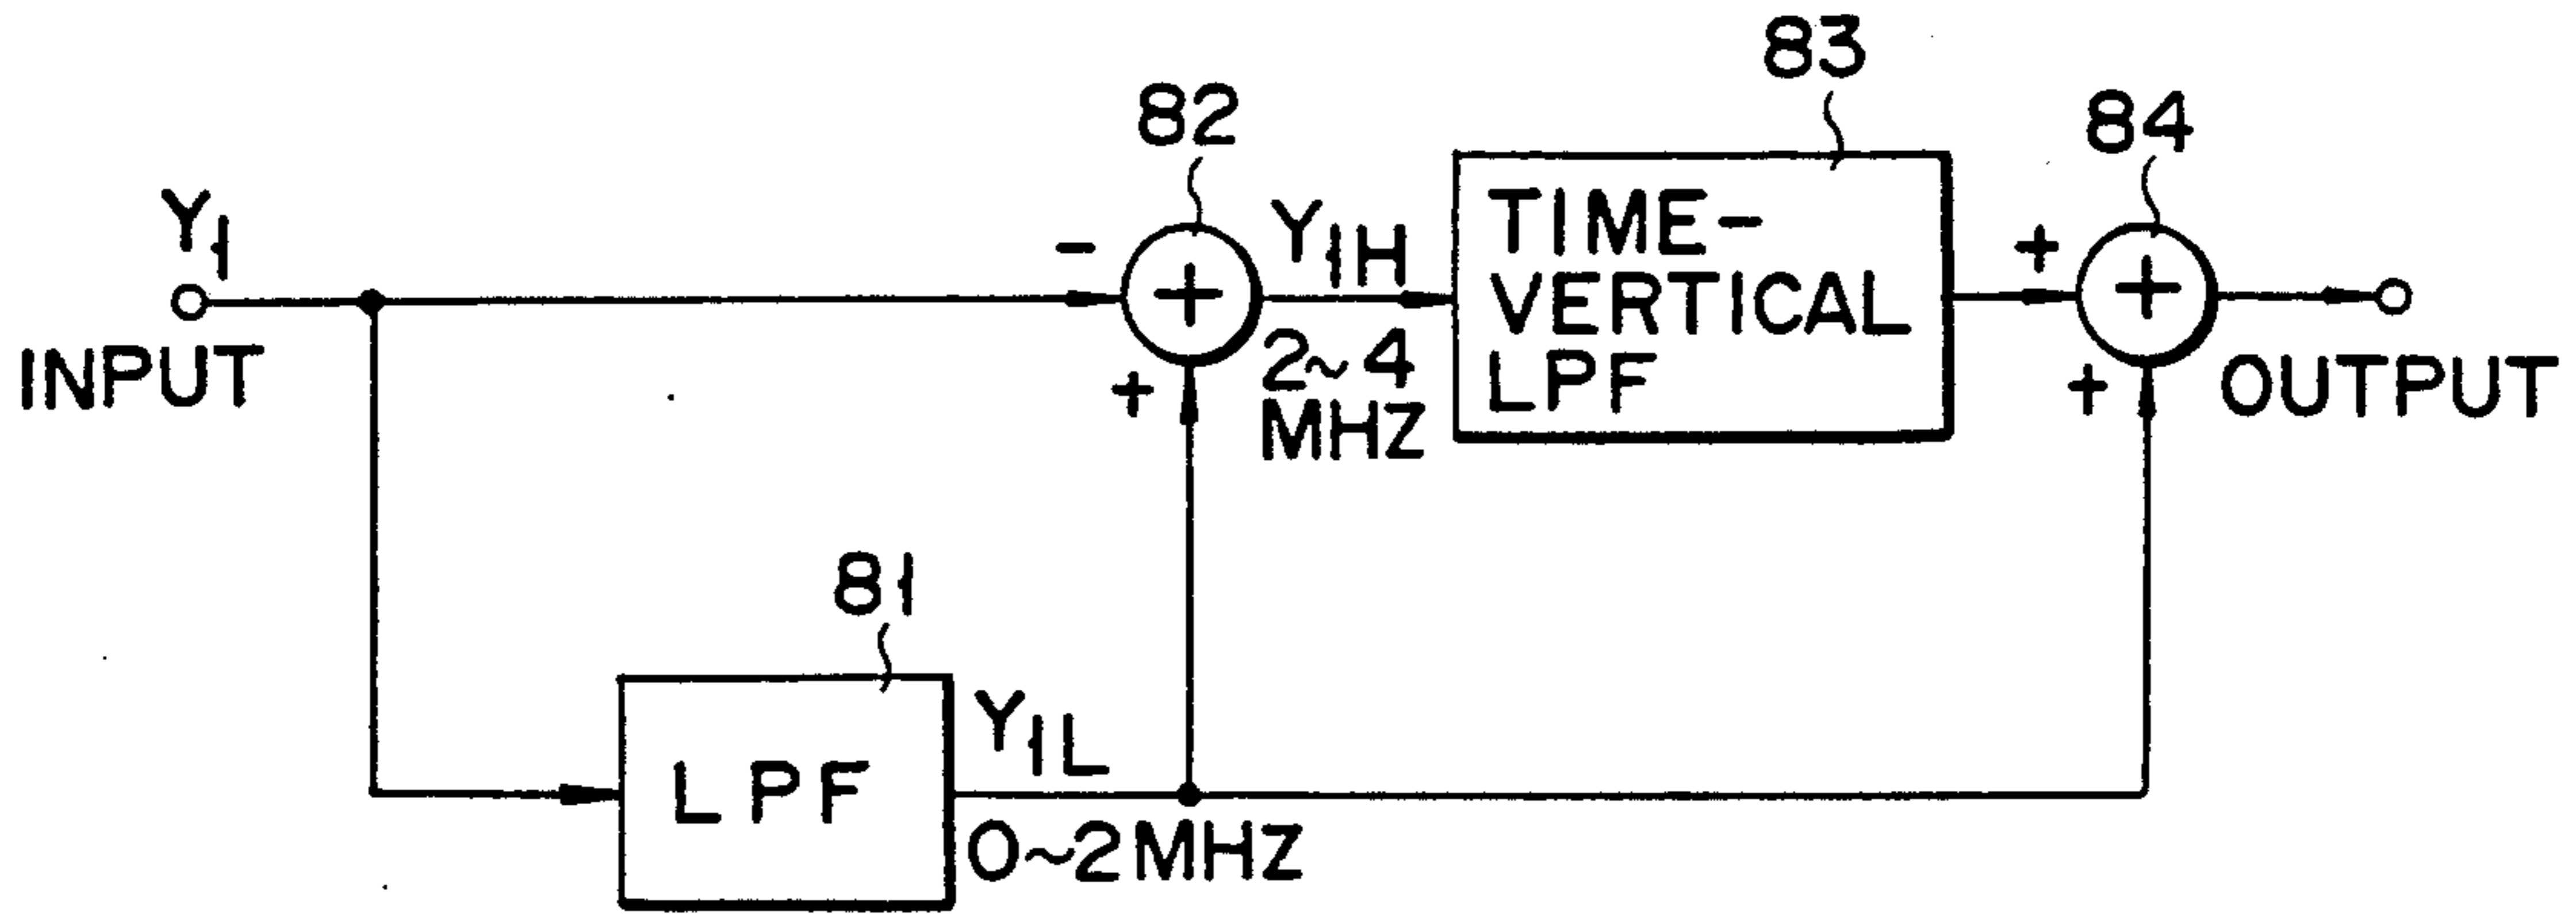 83
82
84
Y1
-
Y1H
TIME-
VERTICAL
LPF
+
+
+
INPUT
2~4
MHZ
+
+
OUTPUT
81
LPF
Y1L
0~2MHZ